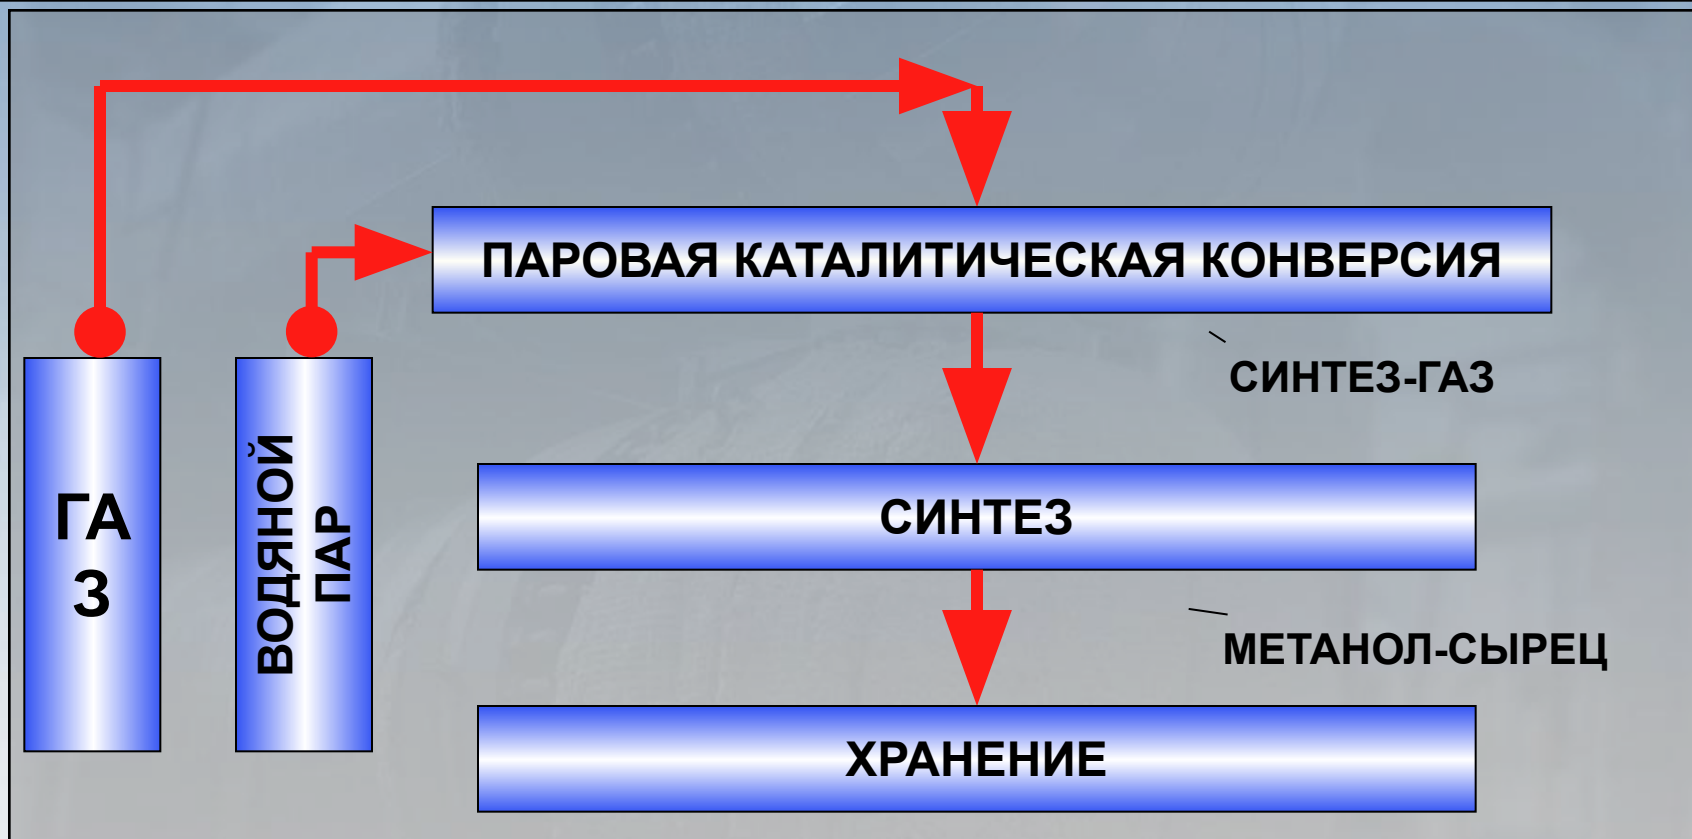 ПАРОВАЯ КАТАЛИТИЧЕСКАЯ КОНВЕРСИЯ
СИНТЕЗ-ГАЗ
ГА
З
ВОДЯНОЙ
ПАР
СИНТЕЗ
МЕТАНОЛ-СЫРЕЦ
ХРАНЕНИЕ